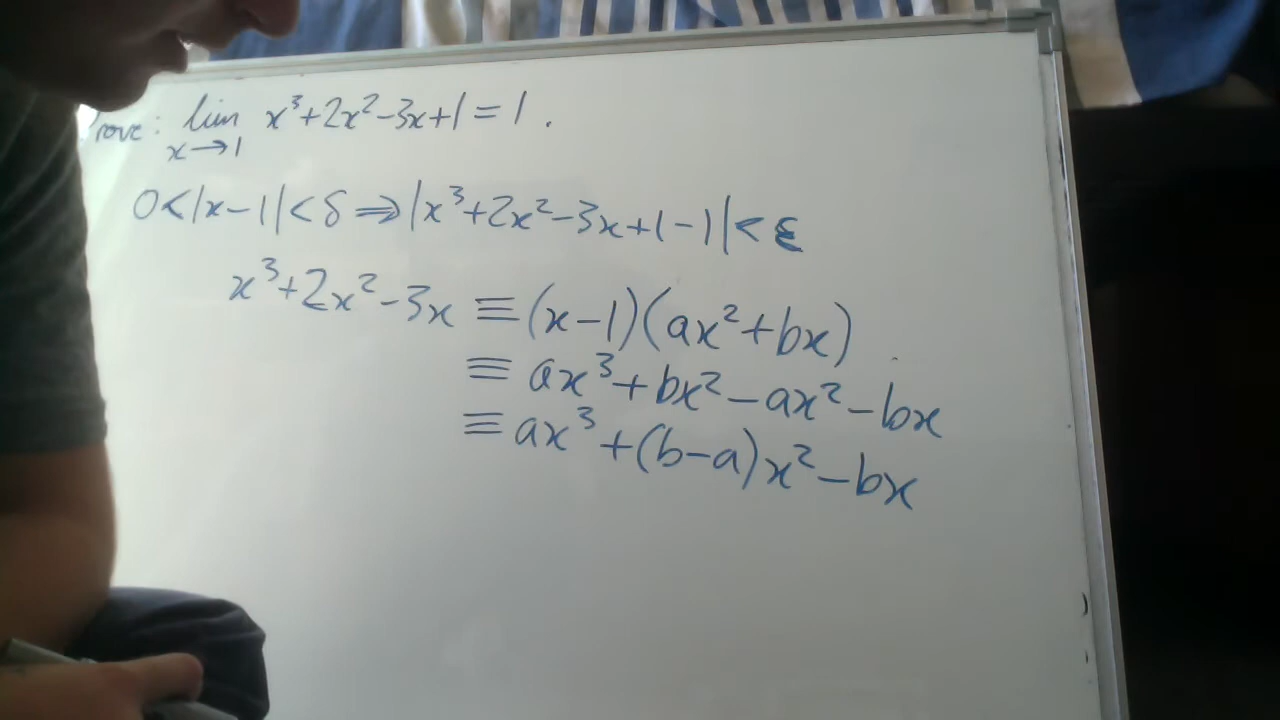 rove: lim x³+2x²-3x+1=1.
x→1
0<|x-1|<δ⇒|x³+2x²-3x+1-1|<ε
x³+2x²-3x≡(x-1)(ax²+bx)
≡ax³+bx²-ax²-bx
≡ax³+(b-a)x²-bx